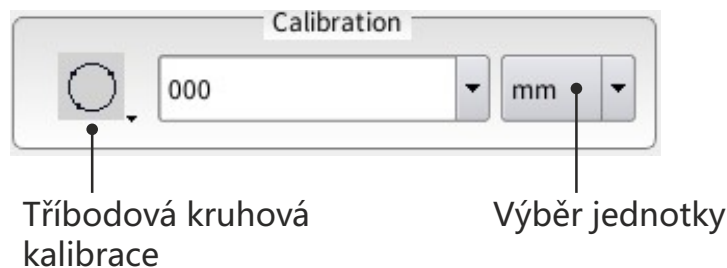 Calibration
000
mm
Tříbodová kruhová
kalibrace
Výběr jednotky